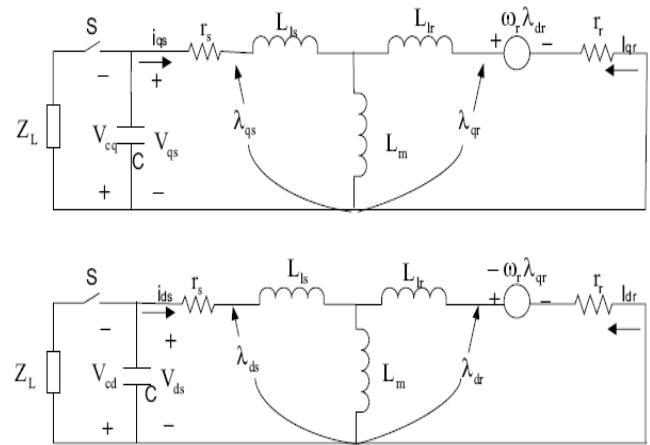 S i_qs r_s L_ls L_lr + ω_r λ_dr − r_r I_qr
− +
Z_L V_cq C V_qs λ_qs L_m λ_qr
+ −
S i_ds r_s L_ls L_lr − ω_r λ_qr + − r_r I_dr
− +
Z_L V_cd C V_ds λ_ds L_m λ_dr
+ −